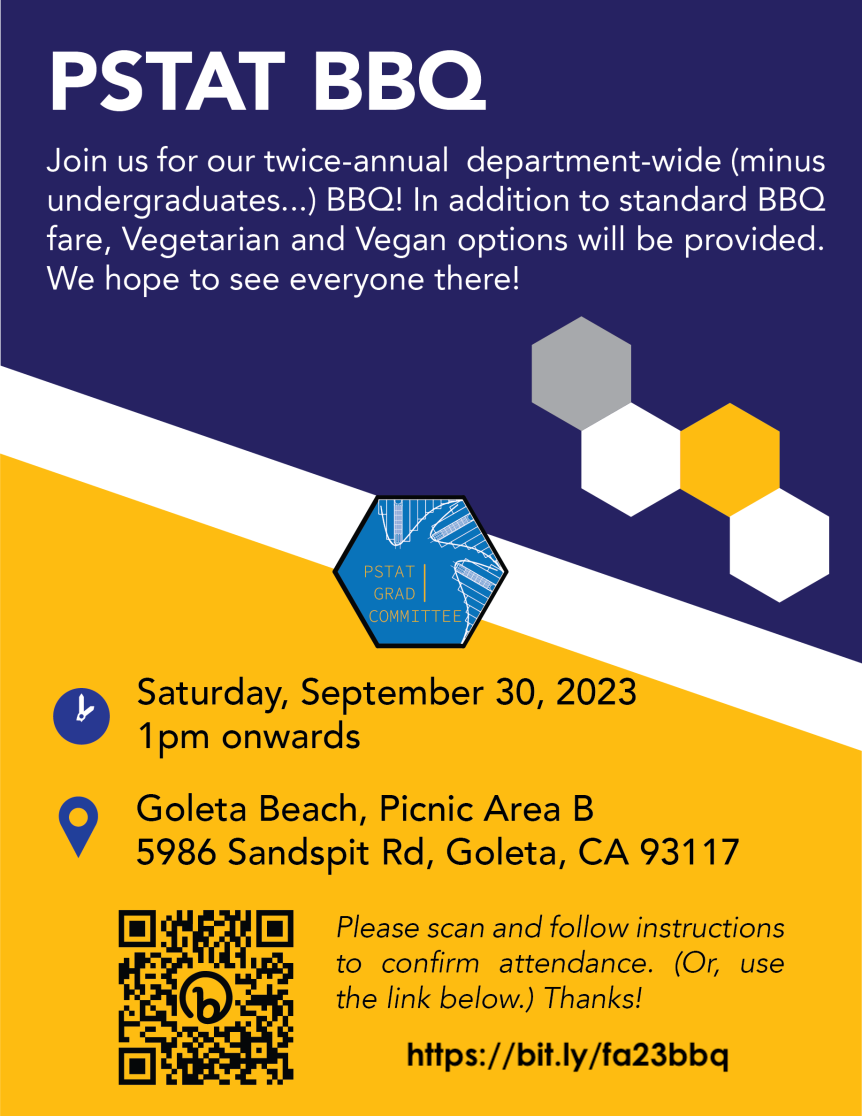 PSTAT BBQ
Join us for our twice-annual  department-wide (minus
undergraduates...) BBQ! In addition to standard BBQ
fare, Vegetarian and Vegan options will be provided.
We hope to see everyone there!
PSTAT
GRAD
COMMITTEE
Saturday, September 30, 2023
1pm onwards
Goleta Beach, Picnic Area B
5986 Sandspit Rd, Goleta, CA 93117
Please scan and follow instructions
to confirm attendance. (Or, use
the link below.) Thanks!
https://bit.ly/fa23bbq